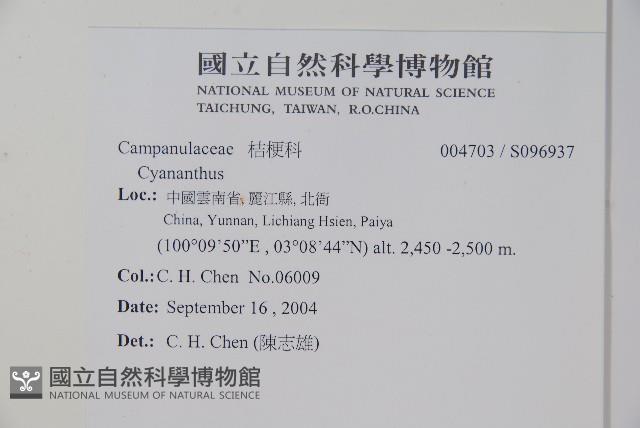 國立自然科學博物館
NATIONAL MUSEUM OF NATURAL SCIENCE
TAICHUNG, TAIWAN, R.O.CHINA
Campanulaceae 桔梗科 004703 / S096937
Cyananthus
Loc.: 中國雲南省, 麗江縣, 北衙
China, Yunnan, Lichiang Hsien, Paiya
(100°09'50”E , 03°08'44”N) alt. 2,450 -2,500 m.
Col.: C. H. Chen No.06009
Date: September 16 , 2004
Det.: C. H. Chen (陳志雄)
國立自然科學博物館
NATIONAL MUSEUM OF NATURAL SCIENCE